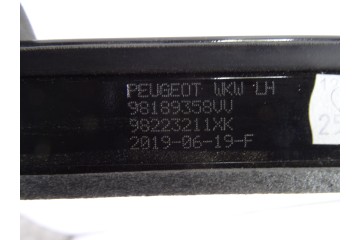 PEUGEOT WKW LH
98189358VV
98223211XK
2019-06-19-F